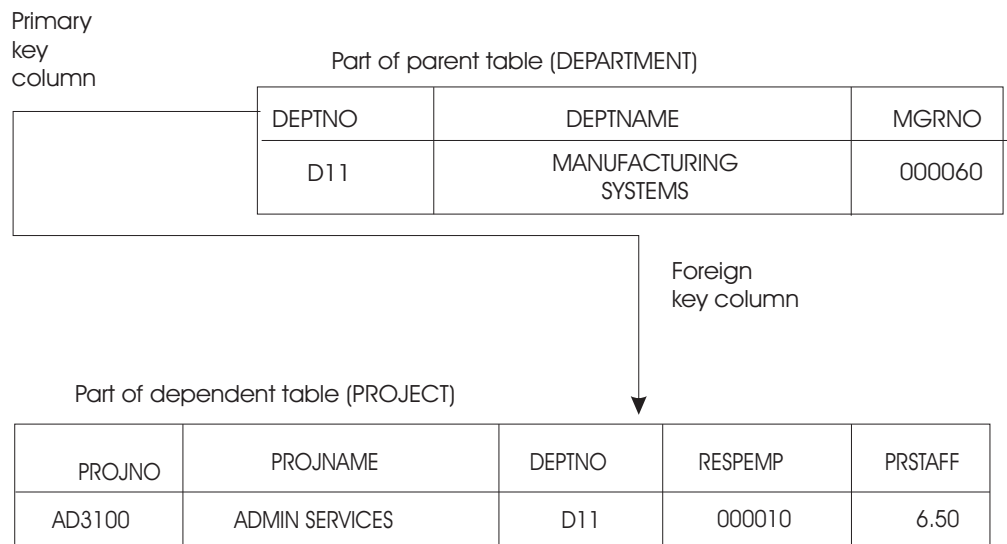 Primary
key
column
Part of parent table (DEPARTMENT)
DEPTNO DEPTNAME MGRNO
D11 MANUFACTURING SYSTEMS 000060
Foreign
key column
Part of dependent table (PROJECT)
PROJNO PROJNAME DEPTNO RESPEMP PRSTAFF
AD3100 ADMIN SERVICES D11 000010 6.50